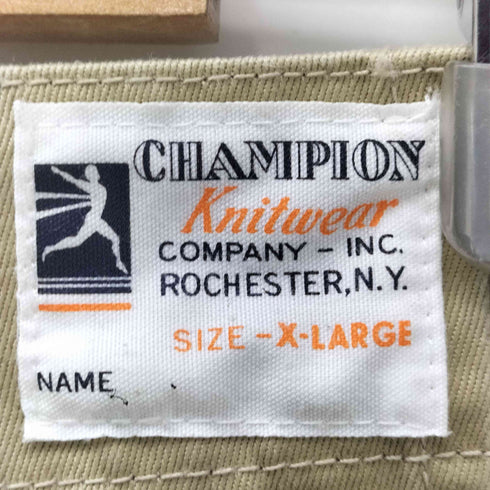 CHAMPION
Knitwear
COMPANY - INC.
ROCHESTER, N.Y.
SIZE - X-LARGE
NAME